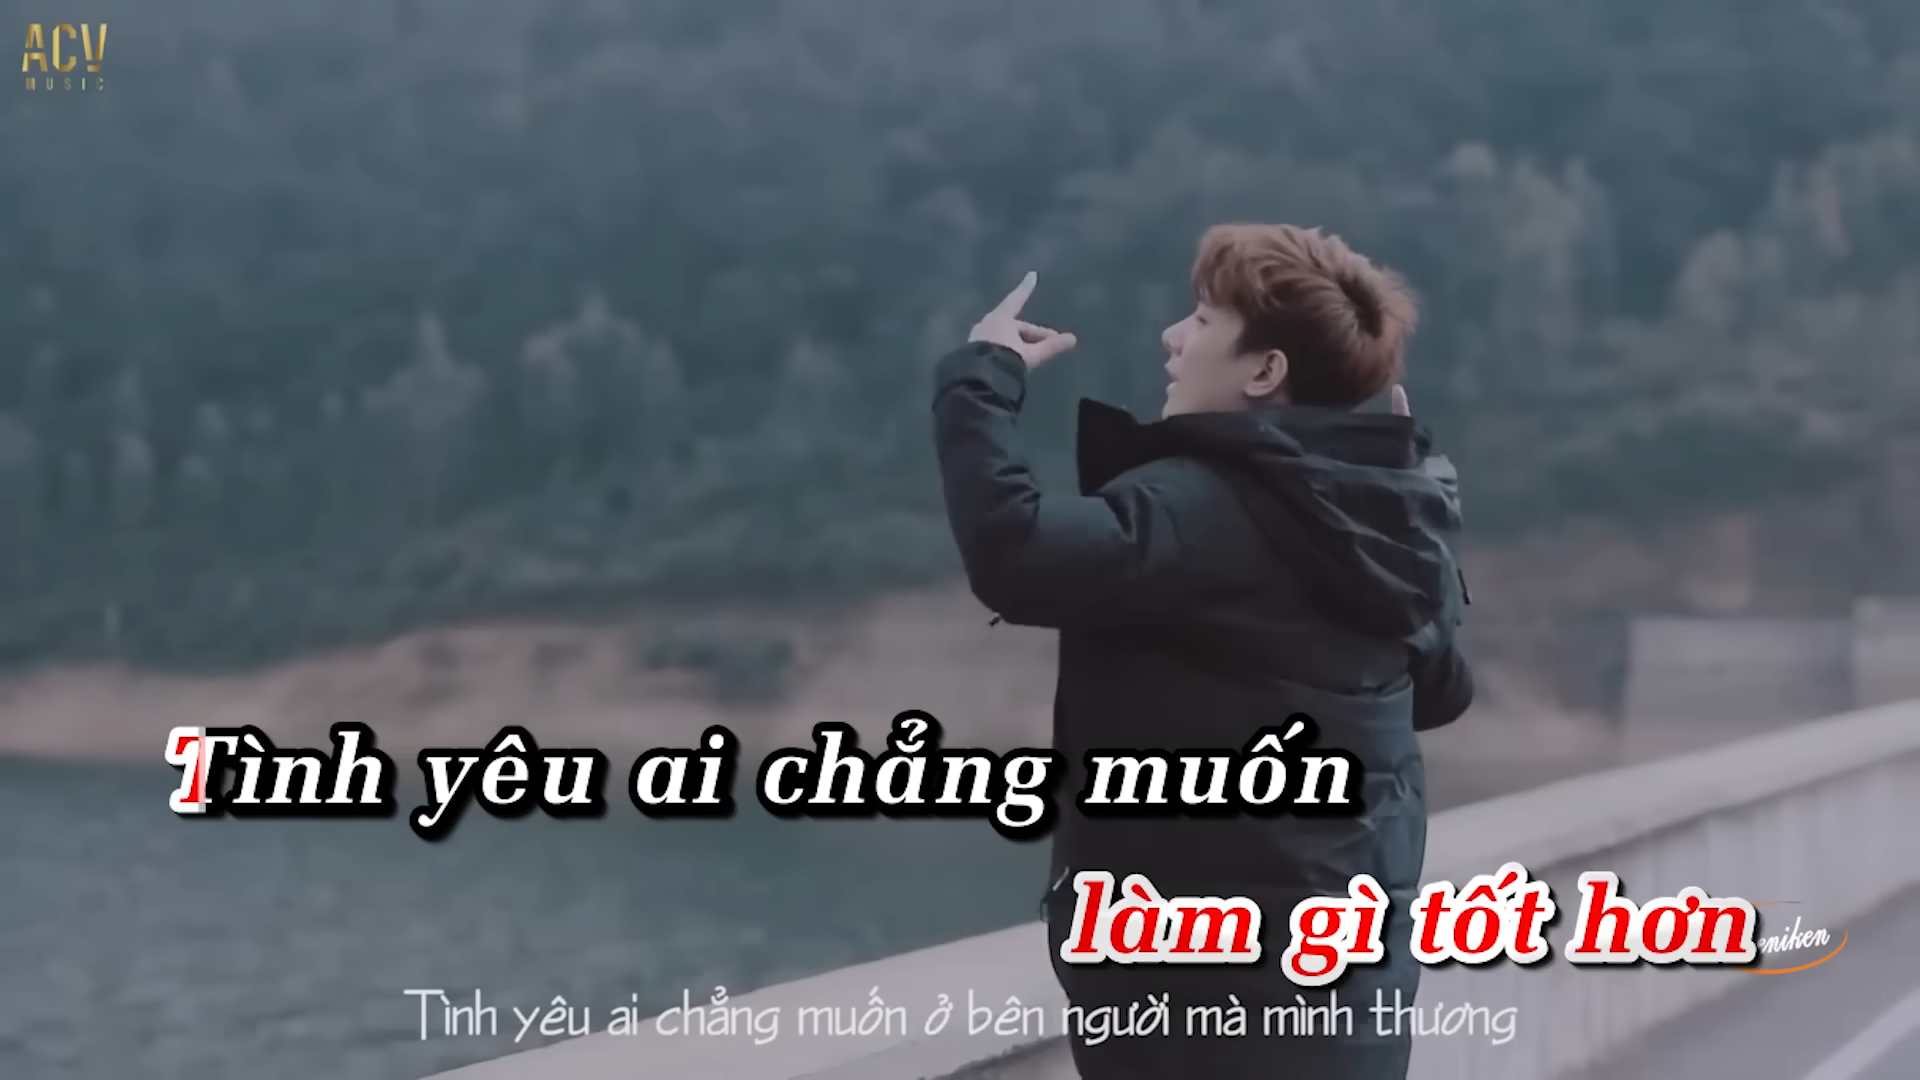 ACV
MUSIC
Tình yêu ai chẳng muốn
làm gì tốt hơn
eniken
Tình yêu ai chẳng muốn ở bên người mà mình thương